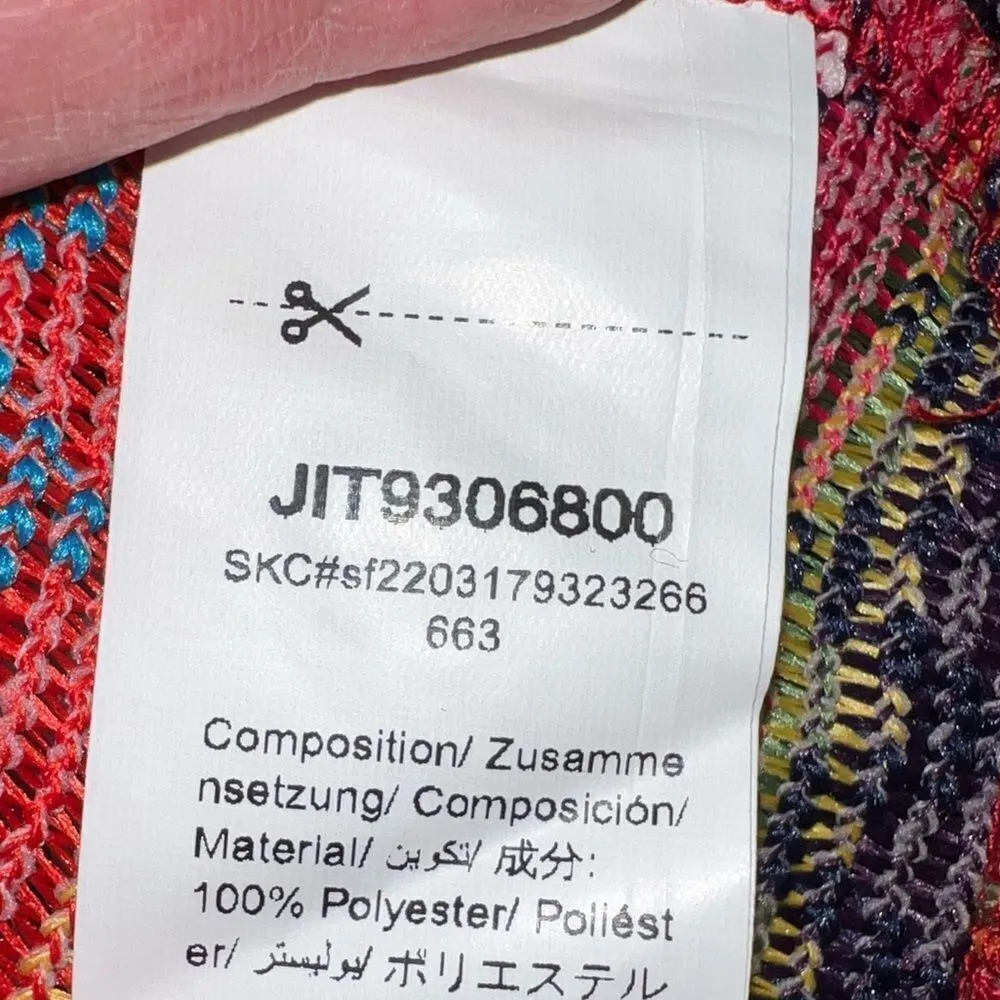 JIT9306800
SKC#sf2203179323266
663
Composition/ Zusamme
nsetzung/ Composición/
Material/ تكوين/ 成分:
100% Polyester/ Poliést
er/ بوليستر/ ポリエステル